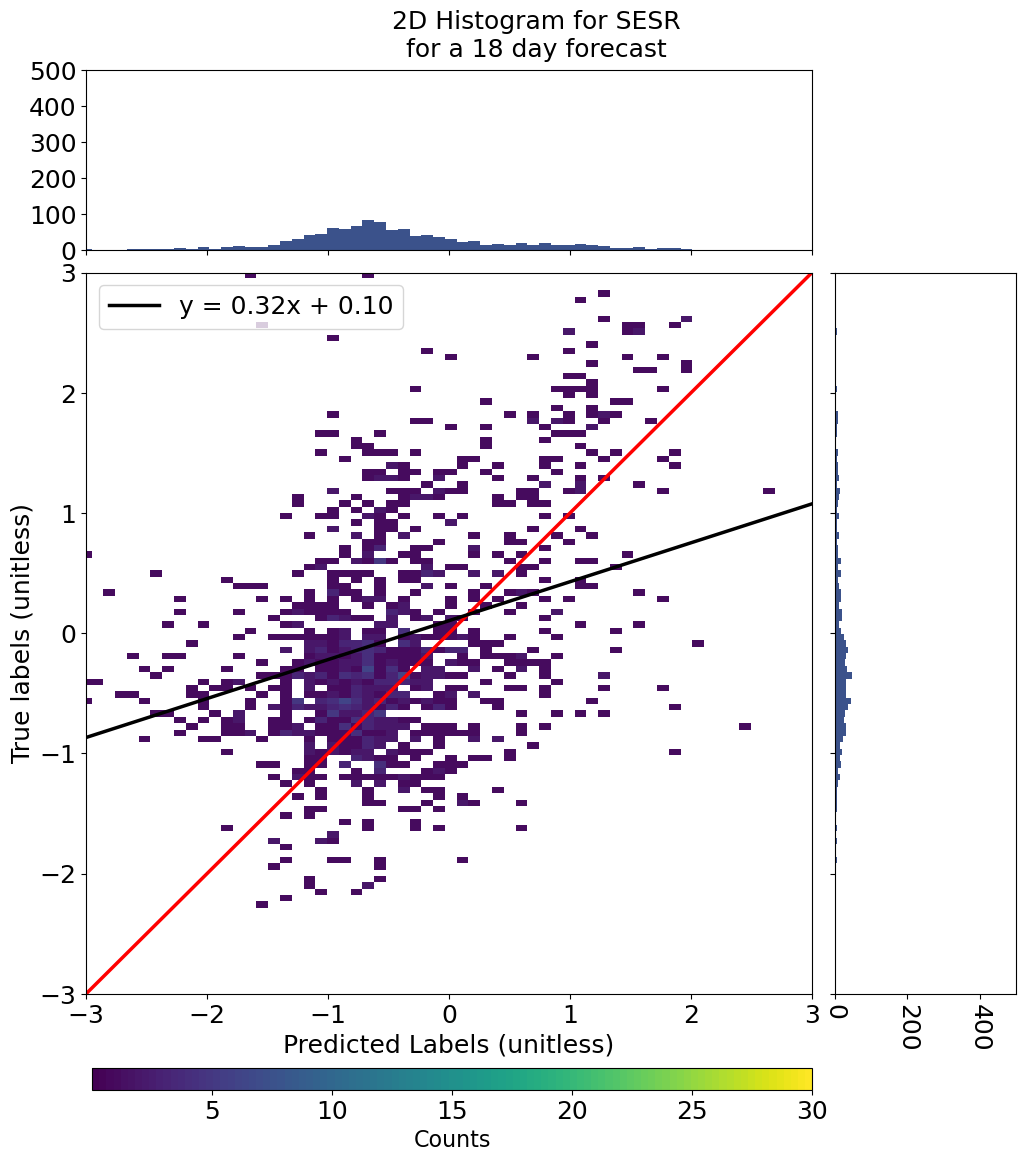 2D Histogram for SESR
for a 18 day forecast
500
400
300
200
100
0
3
2
1
0
−1
−2
−3
True labels (unitless)
y = 0.32x + 0.10
−3 −2 −1 0 1 2 3
Predicted Labels (unitless)
0 200 400
5 10 15 20 25 30
Counts